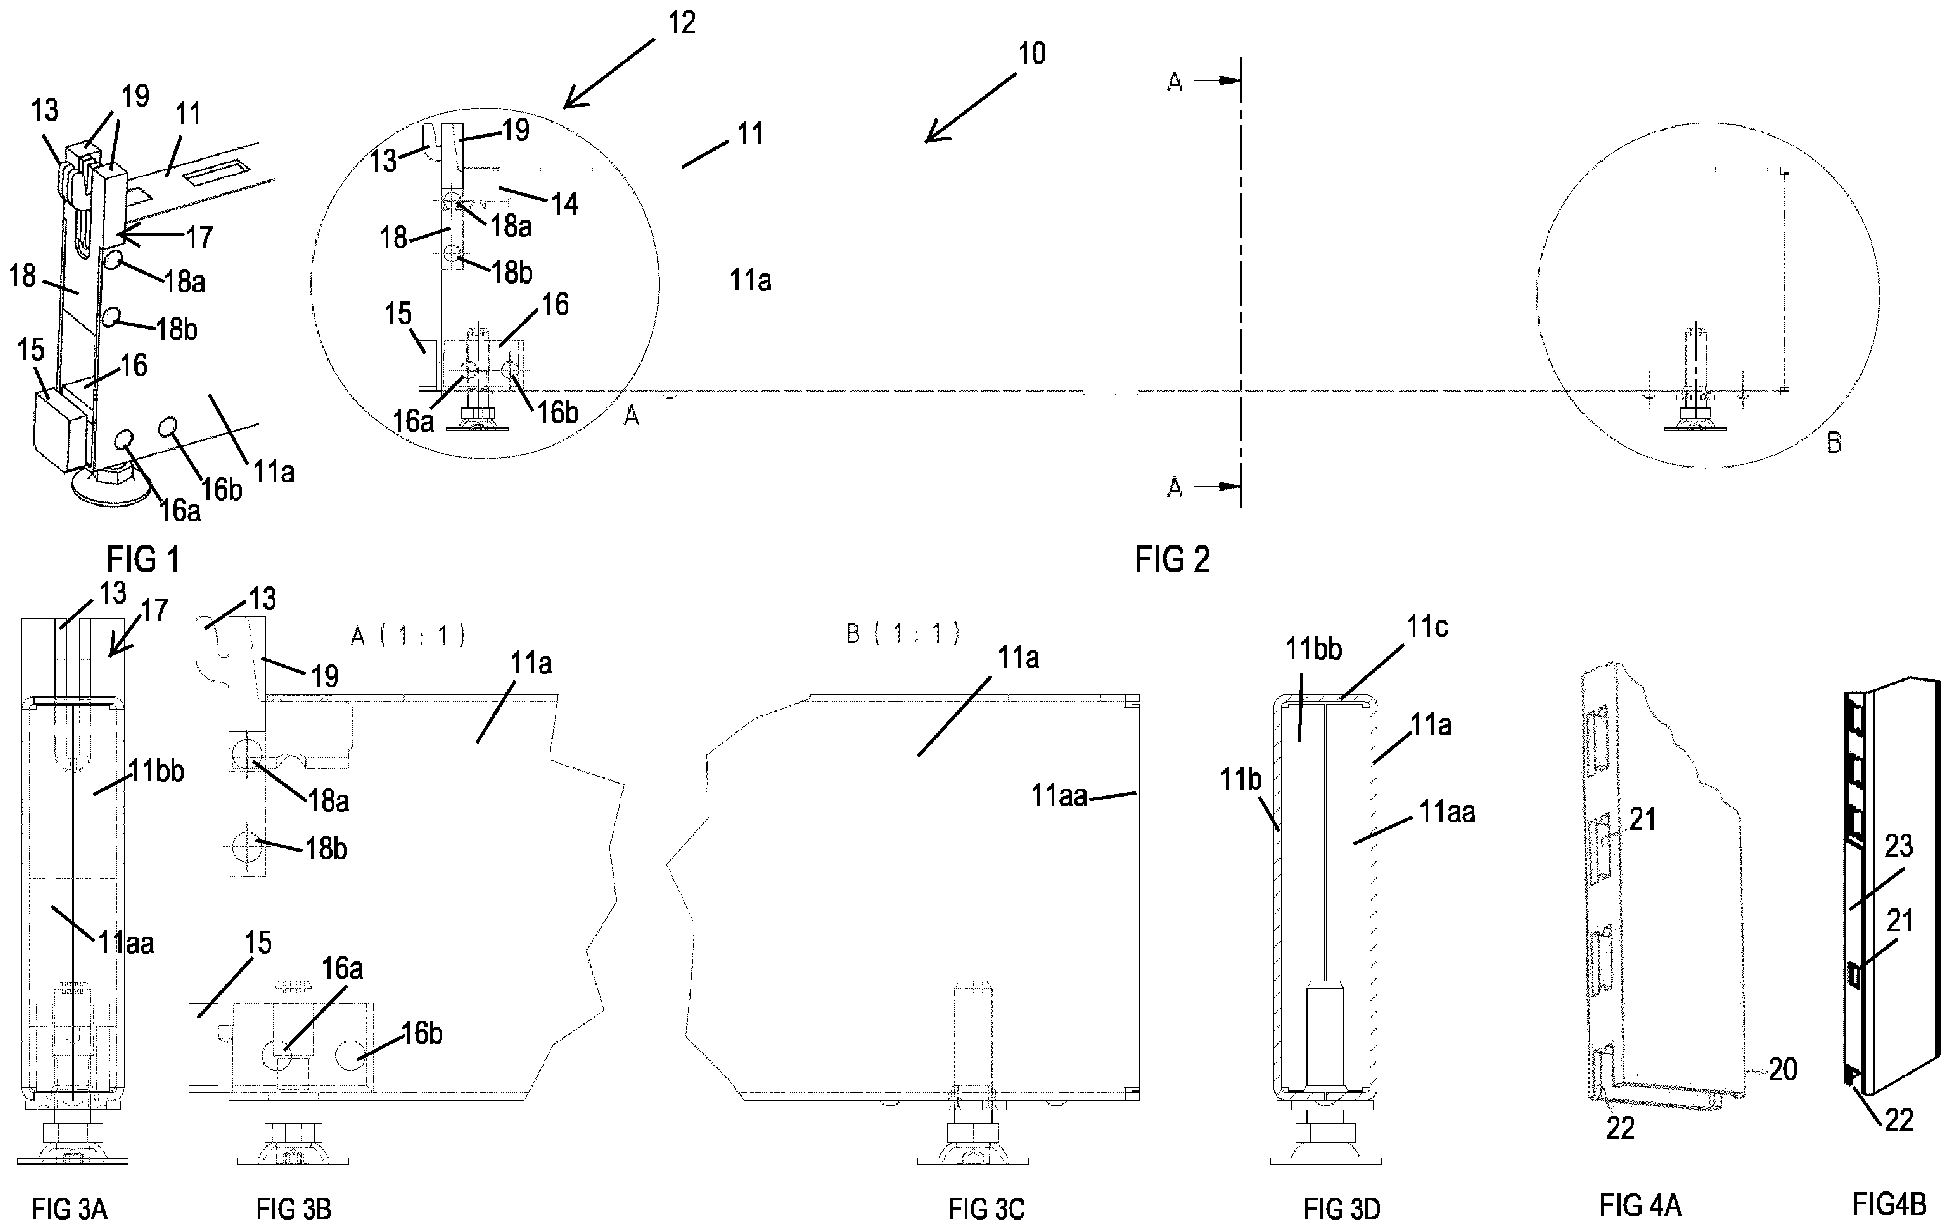 12
10
A
19
13
11
19
11
13
14
17
18a
18
18a
18
18b
18b
11a
15
16
15
16
16a
16b
A
B
16b
11a
16a
A
FIG 1
FIG 2
13
17
13
A (1 : 1)
B (1 : 1)
19
11a
11a
11bb
11c
11a
11bb
11b
11aa
11aa
18a
18b
11aa
15
16a
16b
21
23
21
20
22
22
FIG 3A
FIG 3B
FIG 3C
FIG 3D
FIG 4A
FIG4B